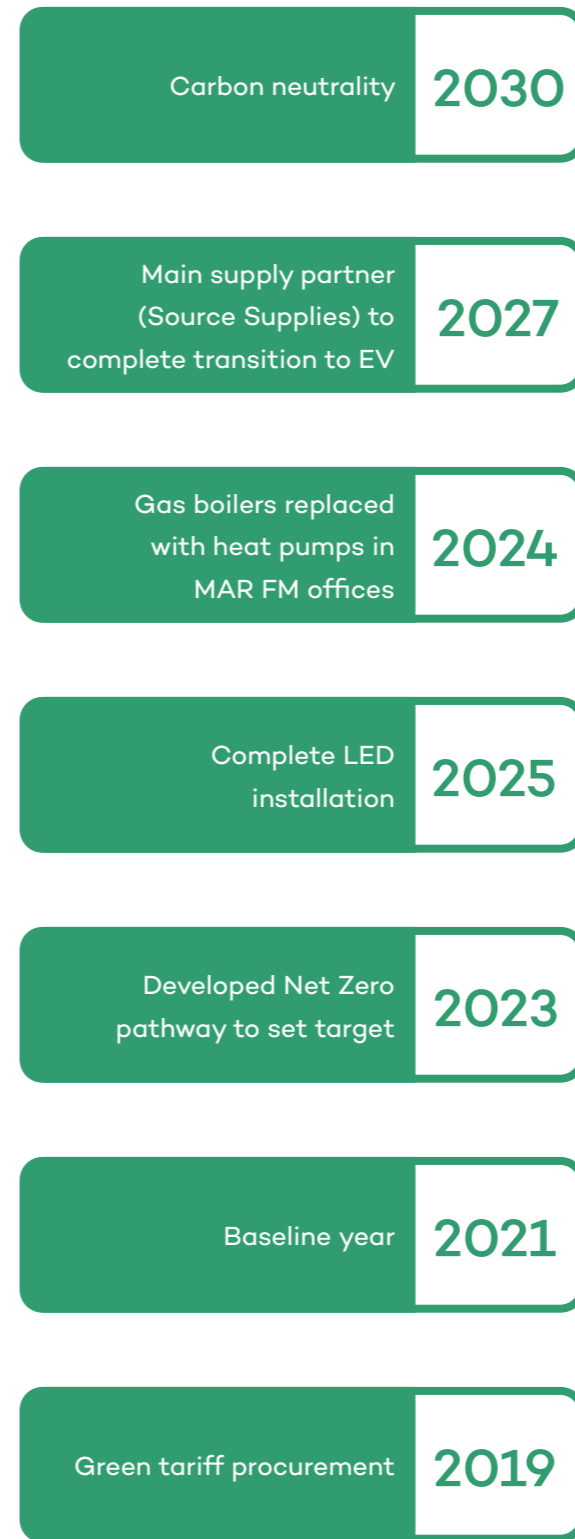 Carbon neutrality
2030
Main supply partner
(Source Supplies) to
complete transition to EV
2027
Gas boilers replaced
with heat pumps in
MAR FM offices
2024
Complete LED
installation
2025
Developed Net Zero
pathway to set target
2023
Baseline year
2021
Green tariff procurement
2019